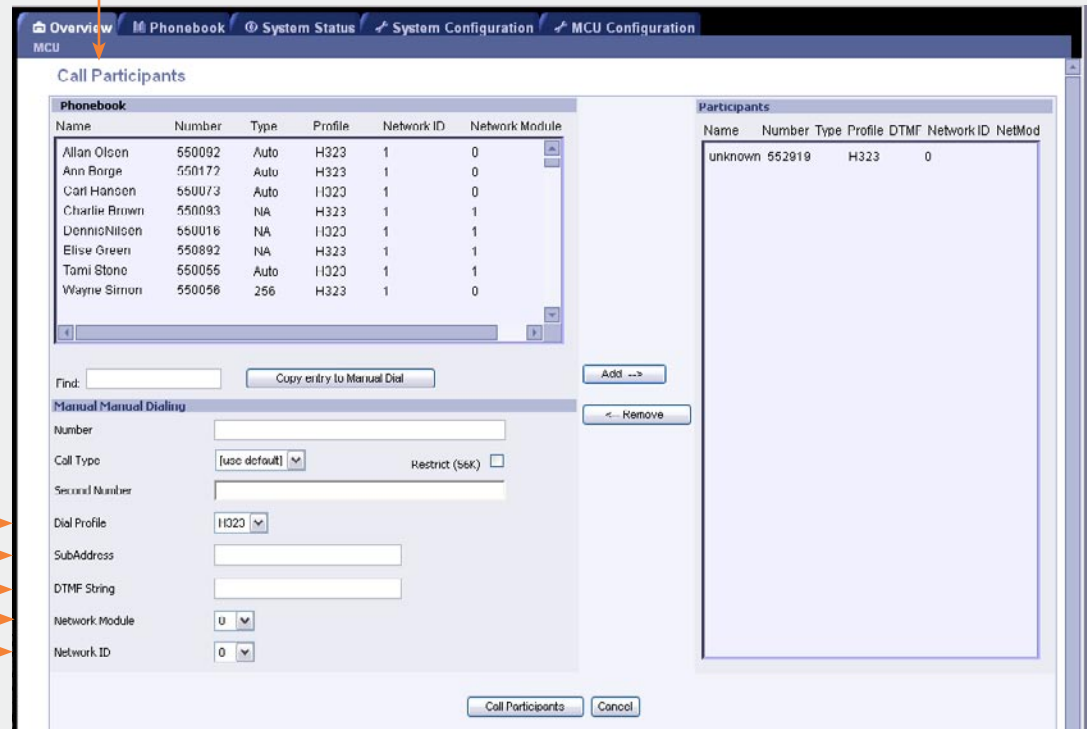 Overview Phonebook System Status System Configuration MCU Configuration
MCU
Call Participants
Phonebook
Name Number Type Profile Network ID Network Module
Allan Olsen 550092 Auto H323 1 0
Ann Borge 550172 Auto H323 1 0
Carl Hansen 550073 Auto H323 1 0
Charlie Brown 550093 NA H323 1 1
DennisNilsen 550016 NA H323 1 1
Elise Green 550892 NA H323 1 1
Tami Stone 550055 Auto H323 1 1
Wayne Simon 550056 256 H323 1 0
Find: Copy entry to Manual Dial
Manual Manual Dialing
Number
Call Type [use default] Restrict (56K)
Second Number
Dial Profile H323
SubAddress
DTMF String
Network Module 0
Network ID 0
Add -->
<-- Remove
Participants
Name Number Type Profile DTMF Network ID NetMod
unknown 552919 H323 0
Call Participants Cancel